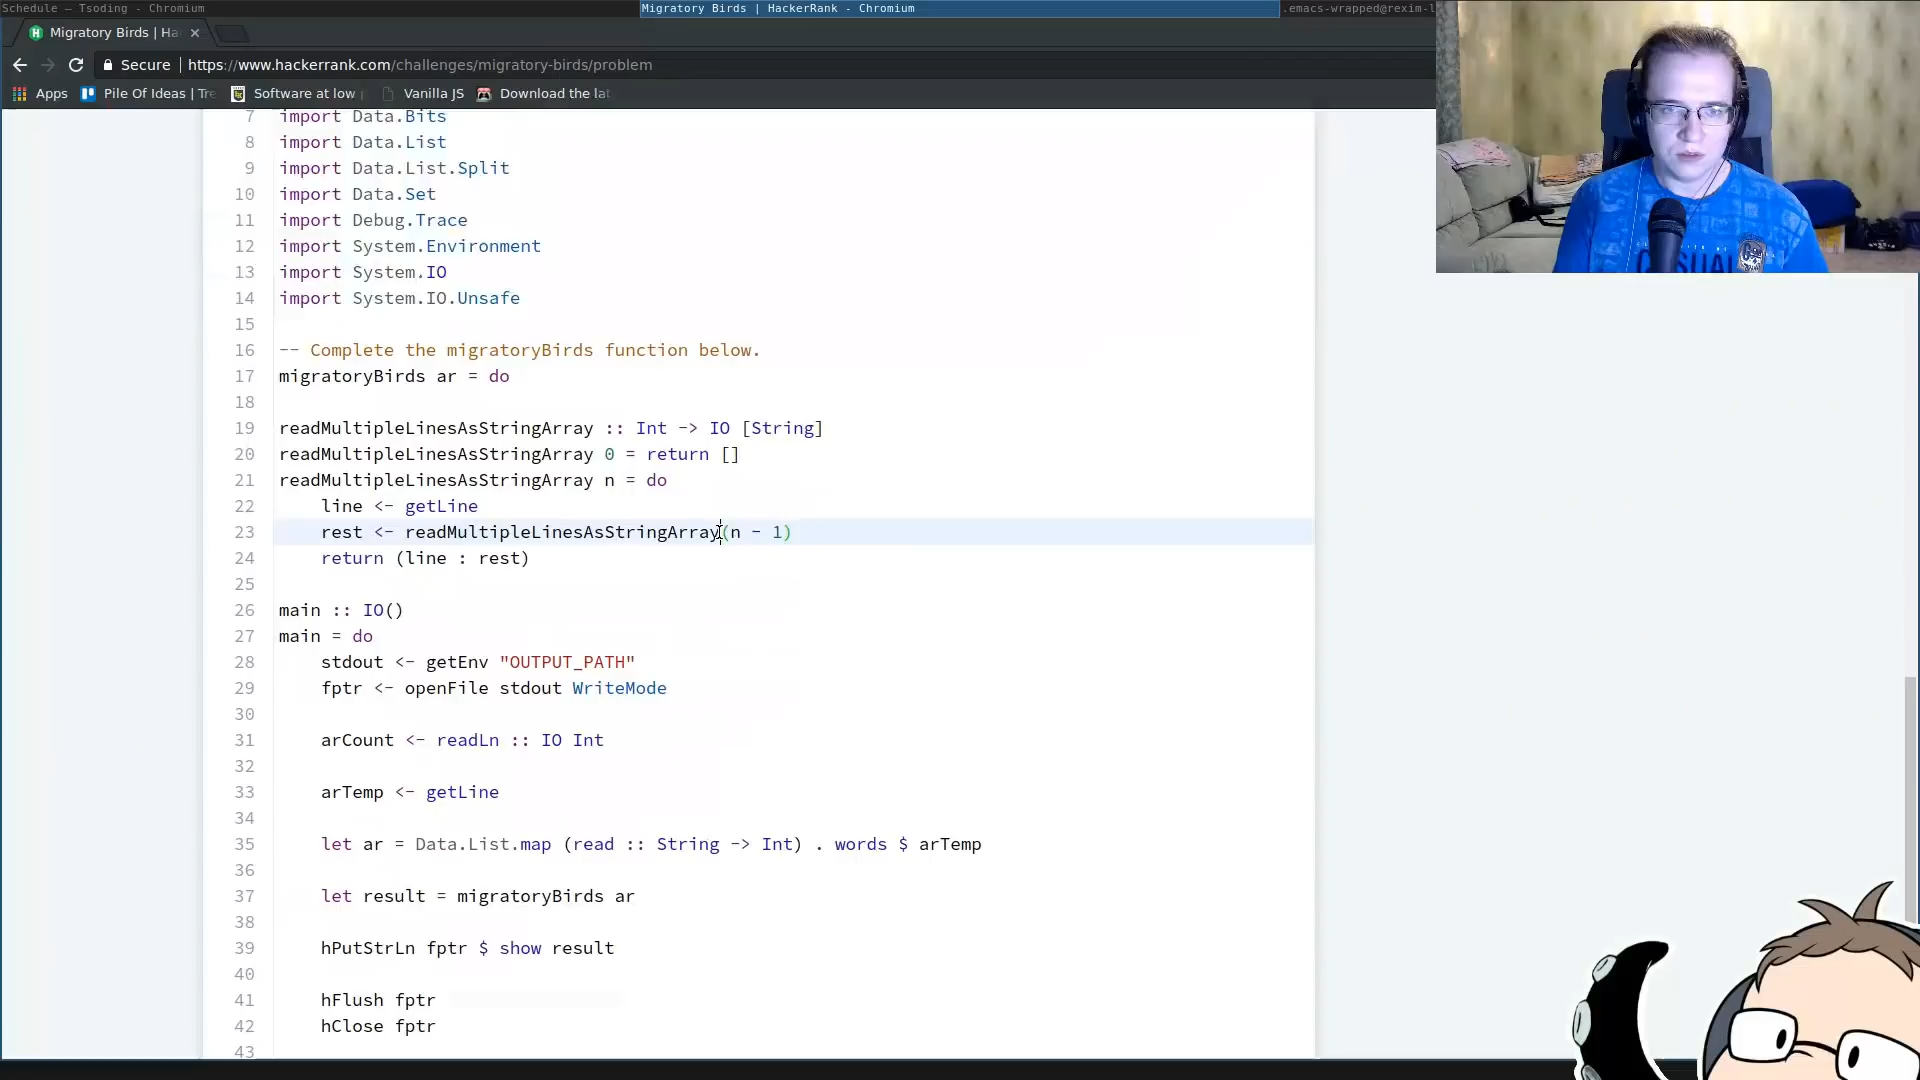 Schedule — Tsoding - Chromium
Migratory Birds | HackerRank - Chromium
.emacs-wrapped@rexim-l
Migratory Birds | Ha
Secure | https://www.hackerrank.com/challenges/migratory-birds/problem
Apps Pile Of Ideas | Tre Software at low Vanilla JS Download the lat
7 import Data.Bits
8 import Data.List
9 import Data.List.Split
10 import Data.Set
11 import Debug.Trace
12 import System.Environment
13 import System.IO
14 import System.IO.Unsafe
15
16 -- Complete the migratoryBirds function below.
17 migratoryBirds ar = do
18
19 readMultipleLinesAsStringArray :: Int -> IO [String]
20 readMultipleLinesAsStringArray 0 = return []
21 readMultipleLinesAsStringArray n = do
22 line <- getLine
23 rest <- readMultipleLinesAsStringArray(n - 1)
24 return (line : rest)
25
26 main :: IO()
27 main = do
28 stdout <- getEnv "OUTPUT_PATH"
29 fptr <- openFile stdout WriteMode
30
31 arCount <- readLn :: IO Int
32
33 arTemp <- getLine
34
35 let ar = Data.List.map (read :: String -> Int) . words $ arTemp
36
37 let result = migratoryBirds ar
38
39 hPutStrLn fptr $ show result
40
41 hFlush fptr
42 hClose fptr
43